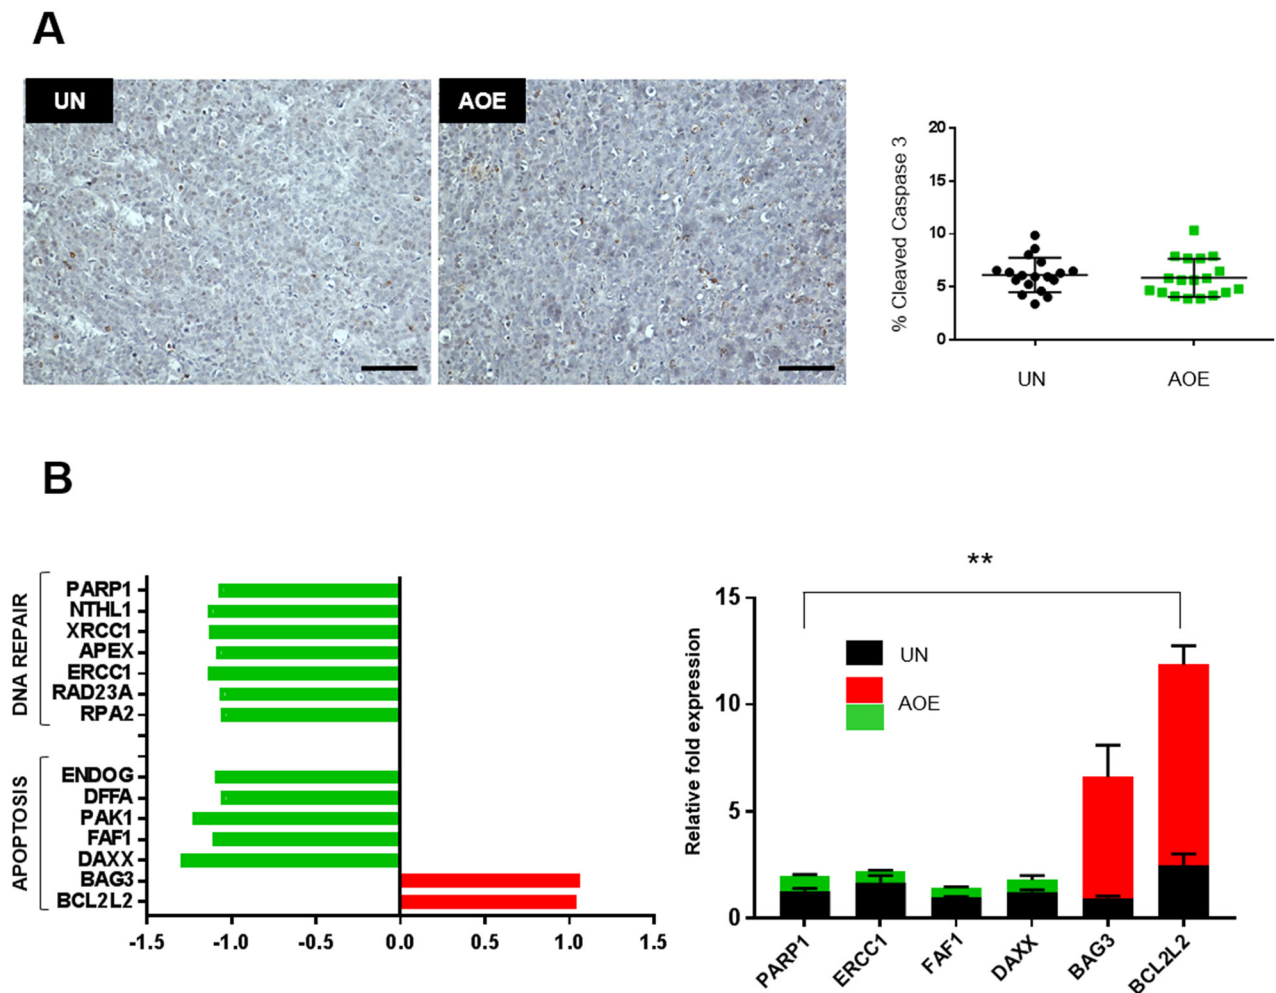 A
UN
AOE
% Cleaved Caspase 3
20
15
10
5
0
UN
AOE
B
DNA REPAIR
PARP1
NTHL1
XRCC1
APEX
ERCC1
RAD23A
RPA2
APOPTOSIS
ENDOG
DFFA
PAK1
FAF1
DAXX
BAG3
BCL2L2
-1.5 -1.0 -0.5 0.0 0.5 1.0 1.5
**
Relative fold expression
15
10
5
0
UN
AOE
PARP1 ERCC1 FAF1 DAXX BAG3 BCL2L2